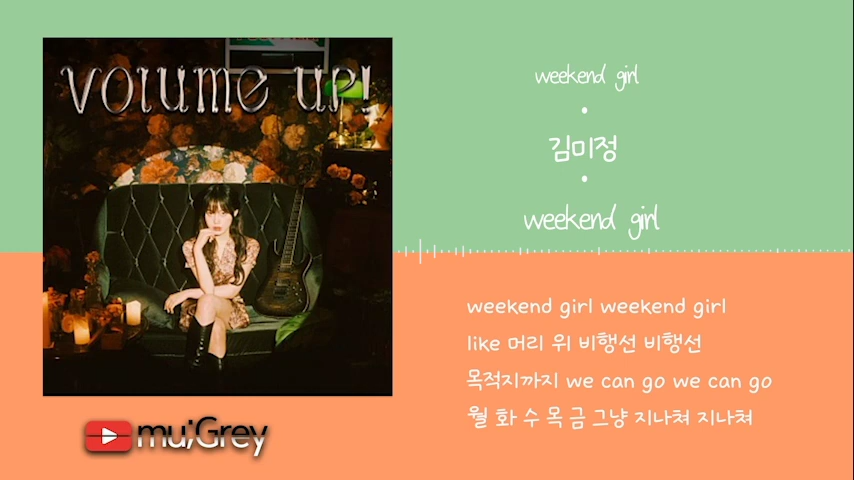 volume up!
weekend girl
김미정
weekend girl
weekend girl weekend girl
like 머리 위 비행선 비행선
목적지까지 we can go we can go
월 화 수 목 금 그냥 지나쳐 지나쳐
mu;Grey